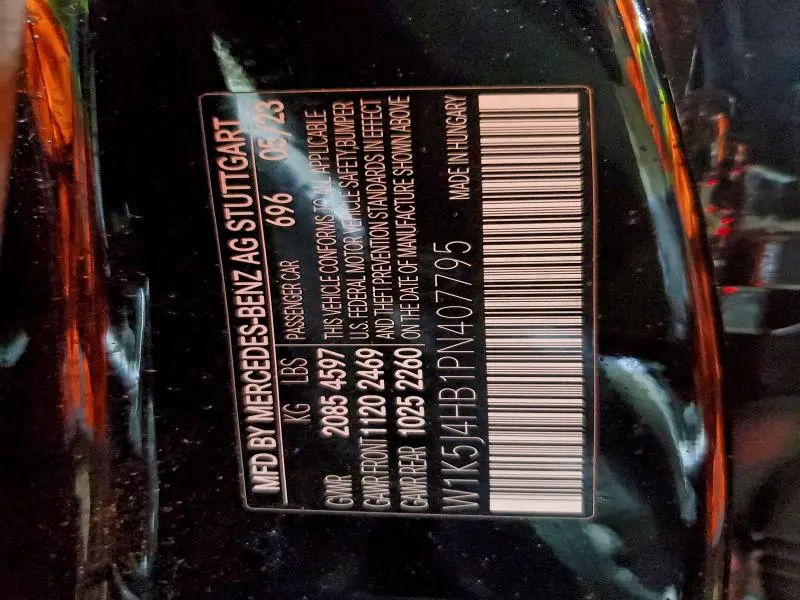 MFD BY MERCEDES-BENZ AG STUTTGART
KG LBS PASSENGER CAR 696 05/23
GVWR 2085 4597 THIS VEHICLE CONFORMS TO ALL APPLICABLE
U.S. FEDERAL MOTOR VEHICLE SAFETY, BUMPER
GAWR FRONT 1120 2469 AND THEFT PREVENTION STANDARDS IN EFFECT
GAWR REAR 1025 2260 ON THE DATE OF MANUFACTURE SHOWN ABOVE
W1K5J4HB1PN407795 MADE IN HUNGARY